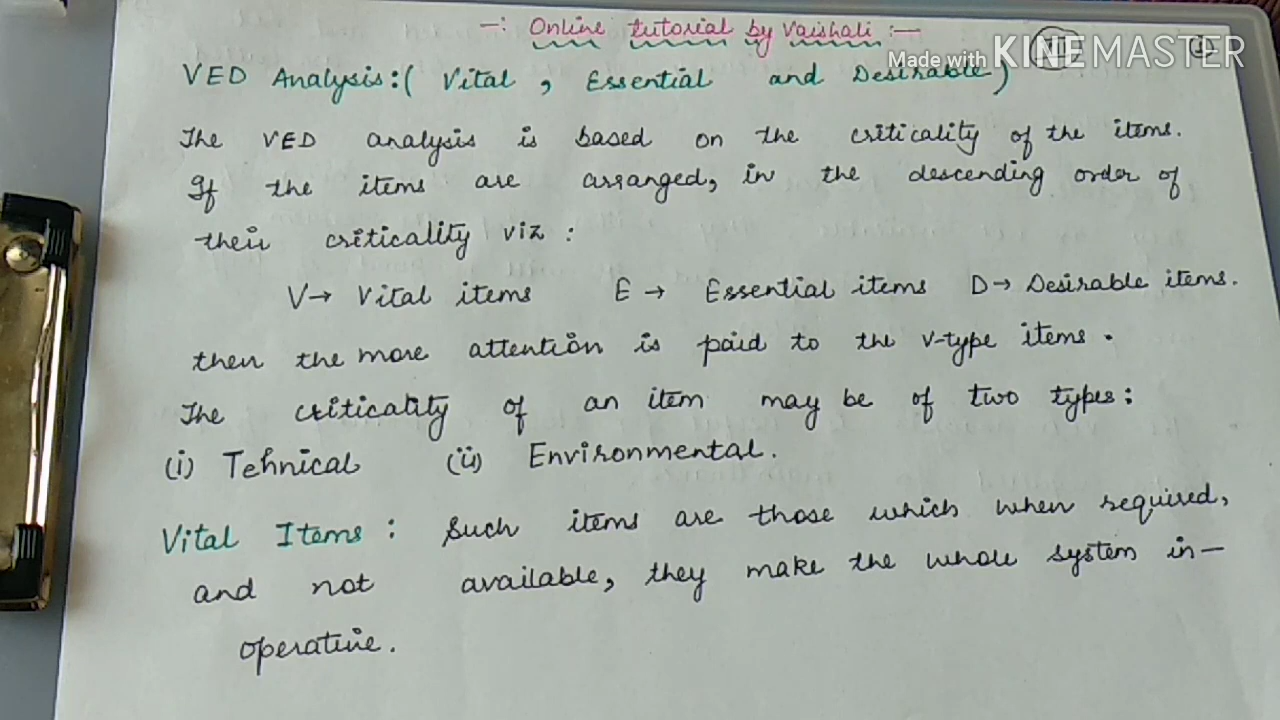 -: Online tutorial by Vaishali :-
Made with KINEMASTER
VED Analysis:( Vital , Essential and Desirable)
The VED analysis is based on the criticality of the items.
If the items are arranged, in the descending order of
their criticality viz :
V→ Vital items E → Essential items D→ Desirable items.
then the more attention is paid to the V-type items.
The criticality of an item may be of two types:
(i) Tehnical (ii) Environmental.
Vital Items : Such items are those which when required,
and not available, they make the whole system in-
operative.